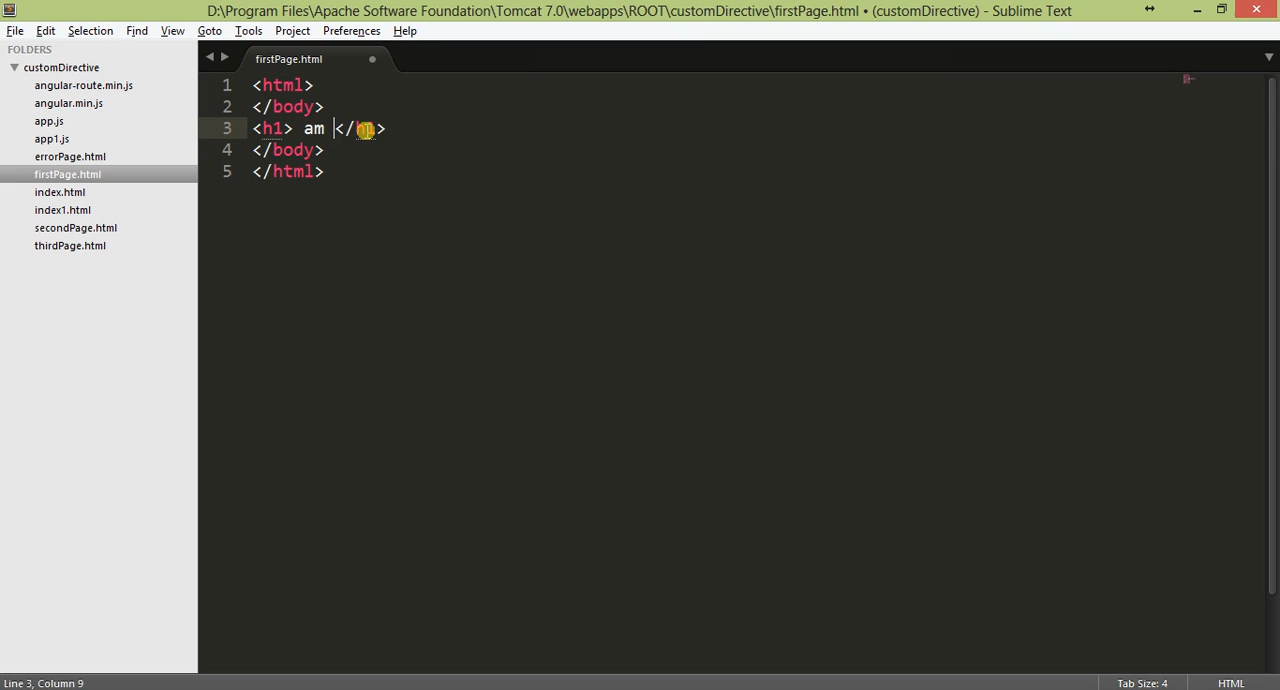 D:\Program Files\Apache Software Foundation\Tomcat 7.0\webapps\ROOT\customDirective\firstPage.html • (customDirective) - Sublime Text
File Edit Selection Find View Goto Tools Project Preferences Help
FOLDERS
customDirective
angular-route.min.js
angular.min.js
app.js
app1.js
errorPage.html
firstPage.html
index.html
index1.html
secondPage.html
thirdPage.html
firstPage.html
1 <html>
2 </body>
3 <h1> am </h1>
4 </body>
5 </html>
Line 3, Column 9
Tab Size: 4
HTML